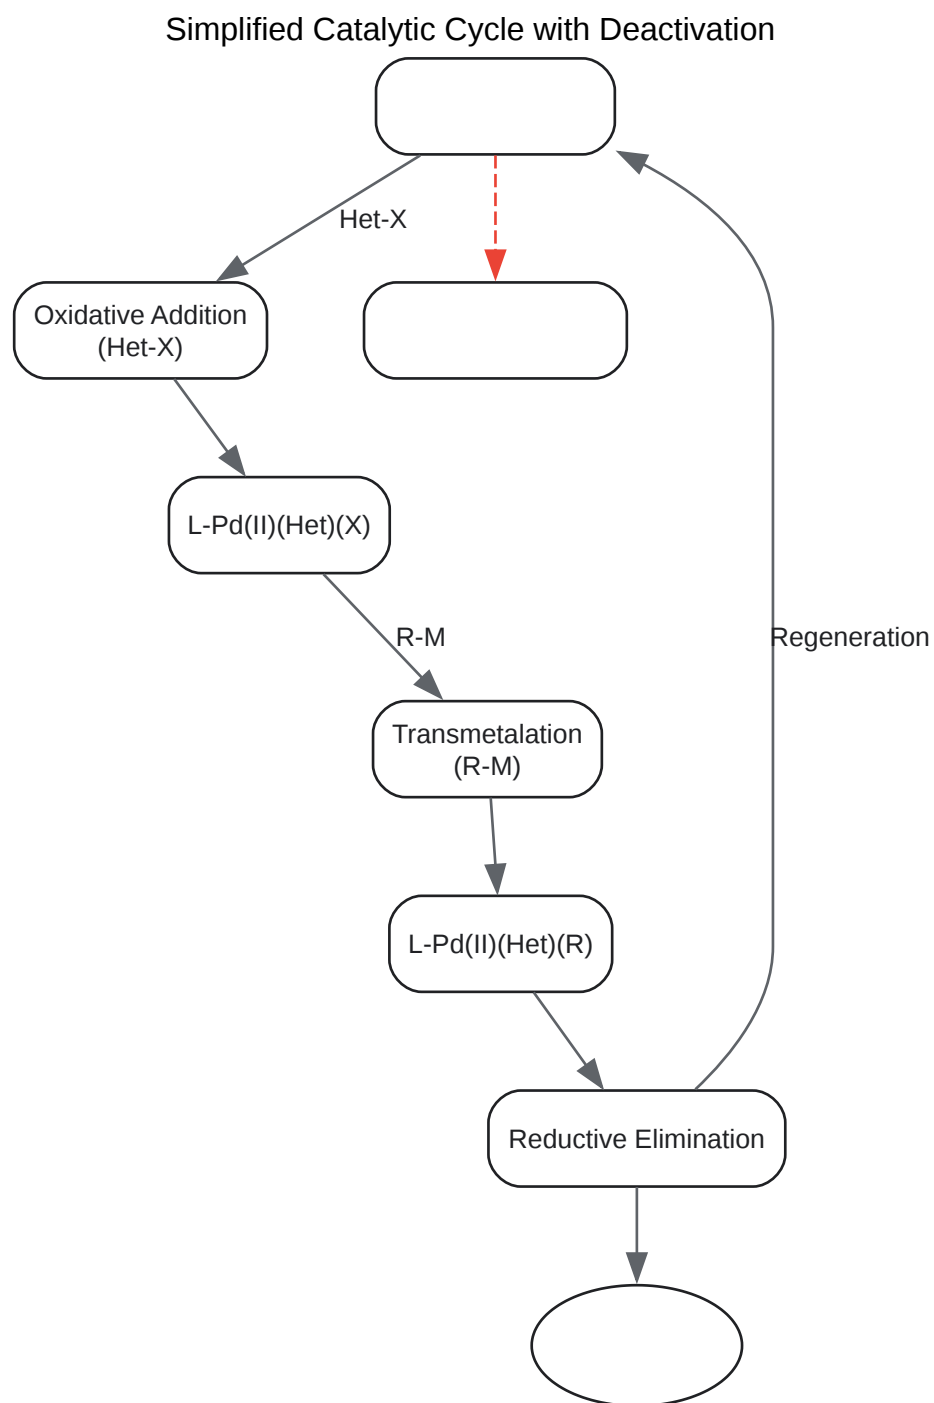 Simplified Catalytic Cycle with Deactivation
Het-X
Oxidative Addition
(Het-X)
L-Pd(II)(Het)(X)
R-M
Regeneration
Transmetalation
(R-M)
L-Pd(II)(Het)(R)
Reductive Elimination